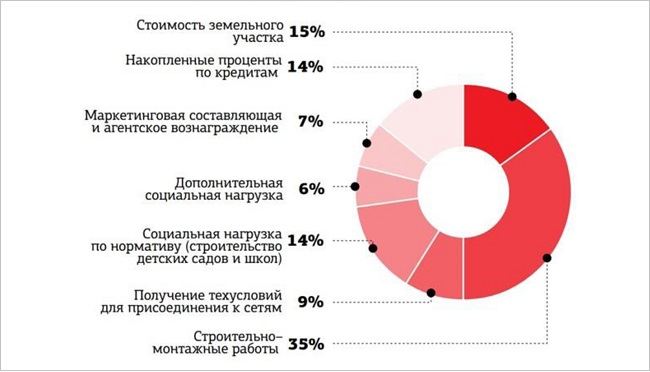 Стоимость земельного
участка
15%
Накопленные проценты
по кредитам
14%
Маркетинговая составляющая
и агентское вознаграждение
7%
Дополнительная
социальная нагрузка
6%
Социальная нагрузка
по нормативу (строительство
детских садов и школ)
14%
Получение техусловий
для присоединения к сетям
9%
Строительно–
монтажные работы
35%